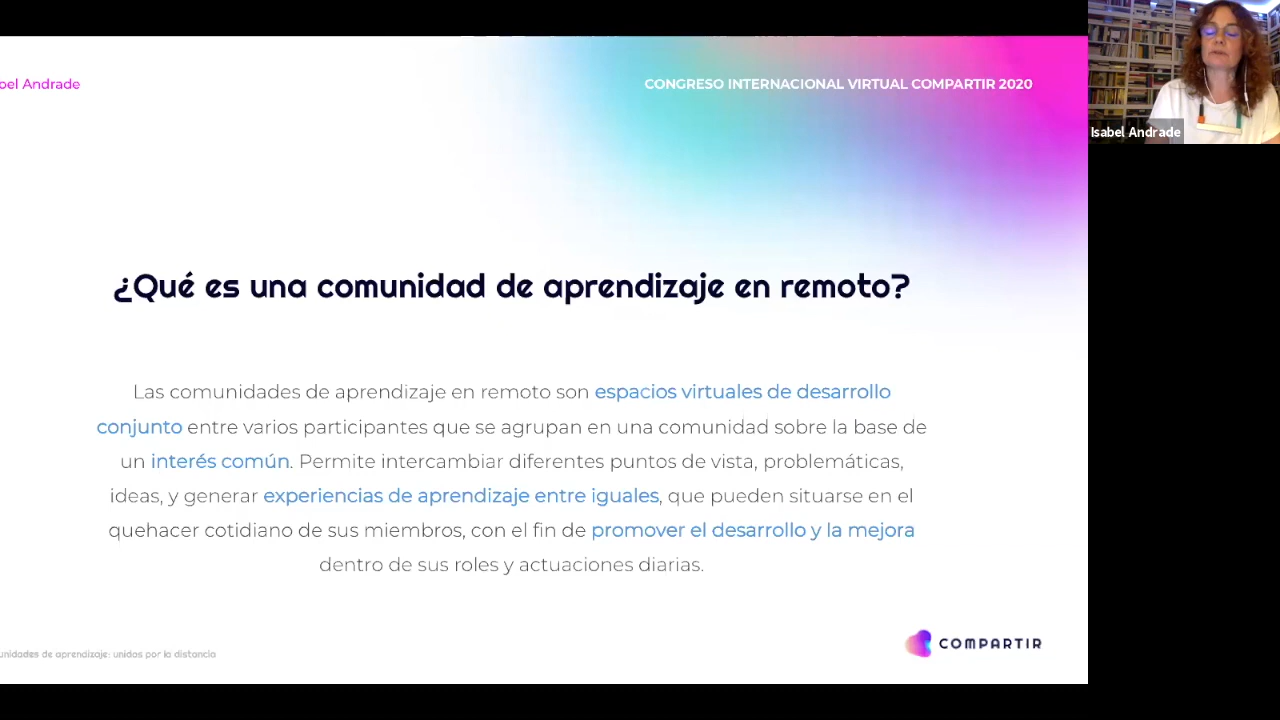 Andrade
CONGRESO INTERNACIONAL VIRTUAL COMPARTIR 2020
Isabel Andrade
¿Qué es una comunidad de aprendizaje en remoto?
Las comunidades de aprendizaje en remoto son espacios virtuales de desarrollo
conjunto entre varios participantes que se agrupan en una comunidad sobre la base de
un interés común. Permite intercambiar diferentes puntos de vista, problemáticas,
ideas, y generar experiencias de aprendizaje entre iguales, que pueden situarse en el
quehacer cotidiano de sus miembros, con el fin de promover el desarrollo y la mejora
dentro de sus roles y actuaciones diarias.
COMPARTIR
de aprendizaje: unidos por la distancia